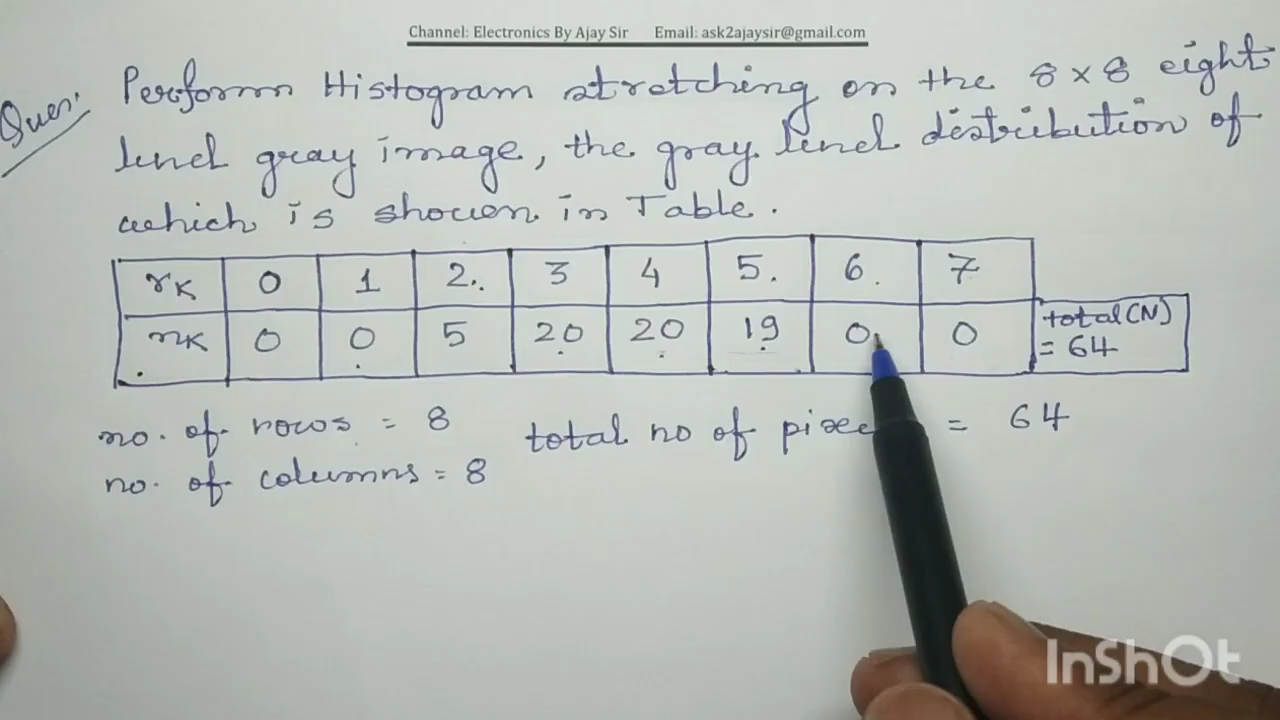 Channel: Electronics By Ajay Sir Email: ask2ajaysir@gmail.com
Ques: Perform Histogram stretching on the 8 × 8 eight
level gray image, the gray level distribution of
which is shown in Table.
rK 0 1 2 3 4 5 6 7
nK 0 0 5 20 20 19 0 0 total (N) = 64
no. of rows = 8 total no of = 64
no. of columns = 8
InShOt